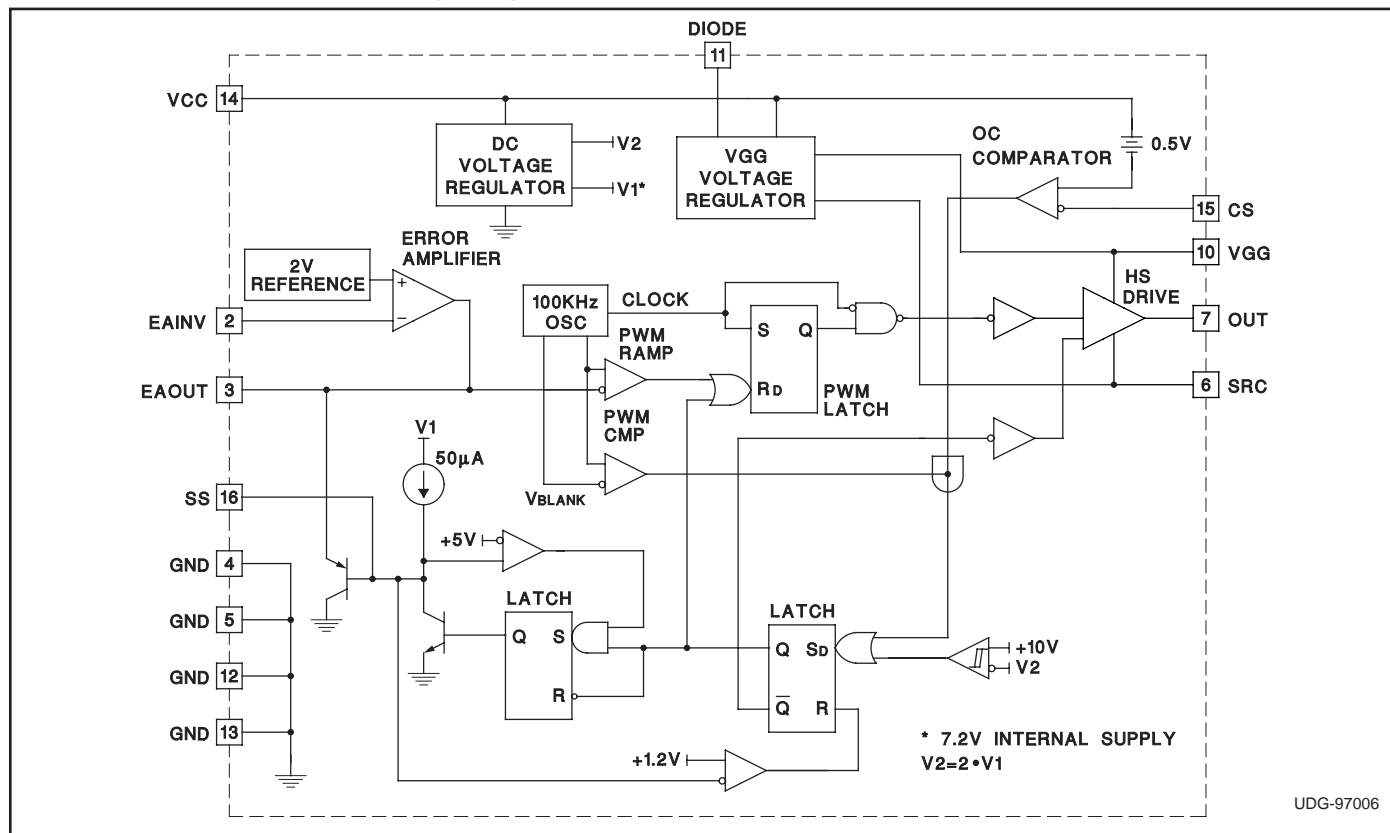 DIODE
11
VCC 14
DC
VOLTAGE
REGULATOR
V2
V1*
VGG
VOLTAGE
REGULATOR
OC
COMPARATOR
0.5V
15 CS
10 VGG
2V
REFERENCE
ERROR
AMPLIFIER
+
−
EAINV 2
100KHz
OSC
CLOCK
S Q
RD
PWM
LATCH
HS
DRIVE
7 OUT
6 SRC
PWM
RAMP
EAOUT 3
PWM
CMP
V1
50µA
VBLANK
SS 16
+5V
GND 4
GND 5
GND 12
GND 13
LATCH
Q S
R
LATCH
Q SD
Q̅ R
+10V
V2
+1.2V
* 7.2V INTERNAL SUPPLY
V2=2•V1
UDG-97006